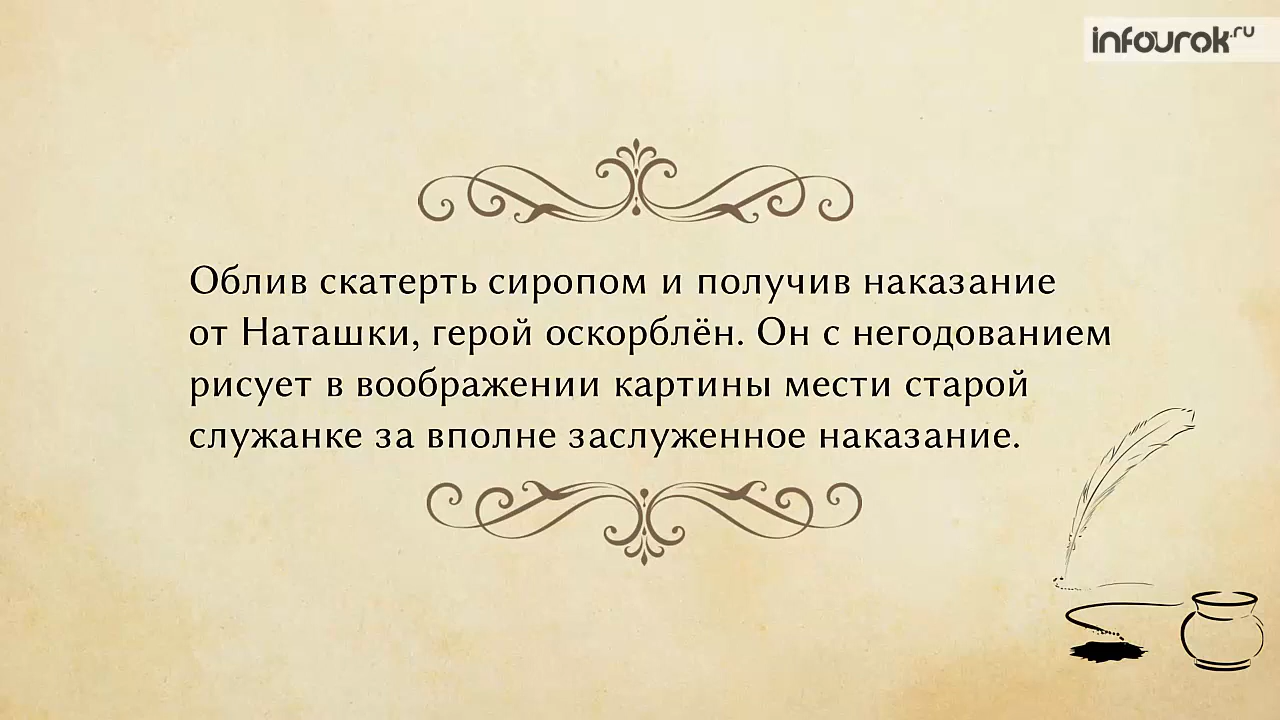 infourok.ru
Облив скатерть сиропом и получив наказание
от Наташки, герой оскорблён. Он с негодованием
рисует в воображении картины мести старой
служанке за вполне заслуженное наказание.